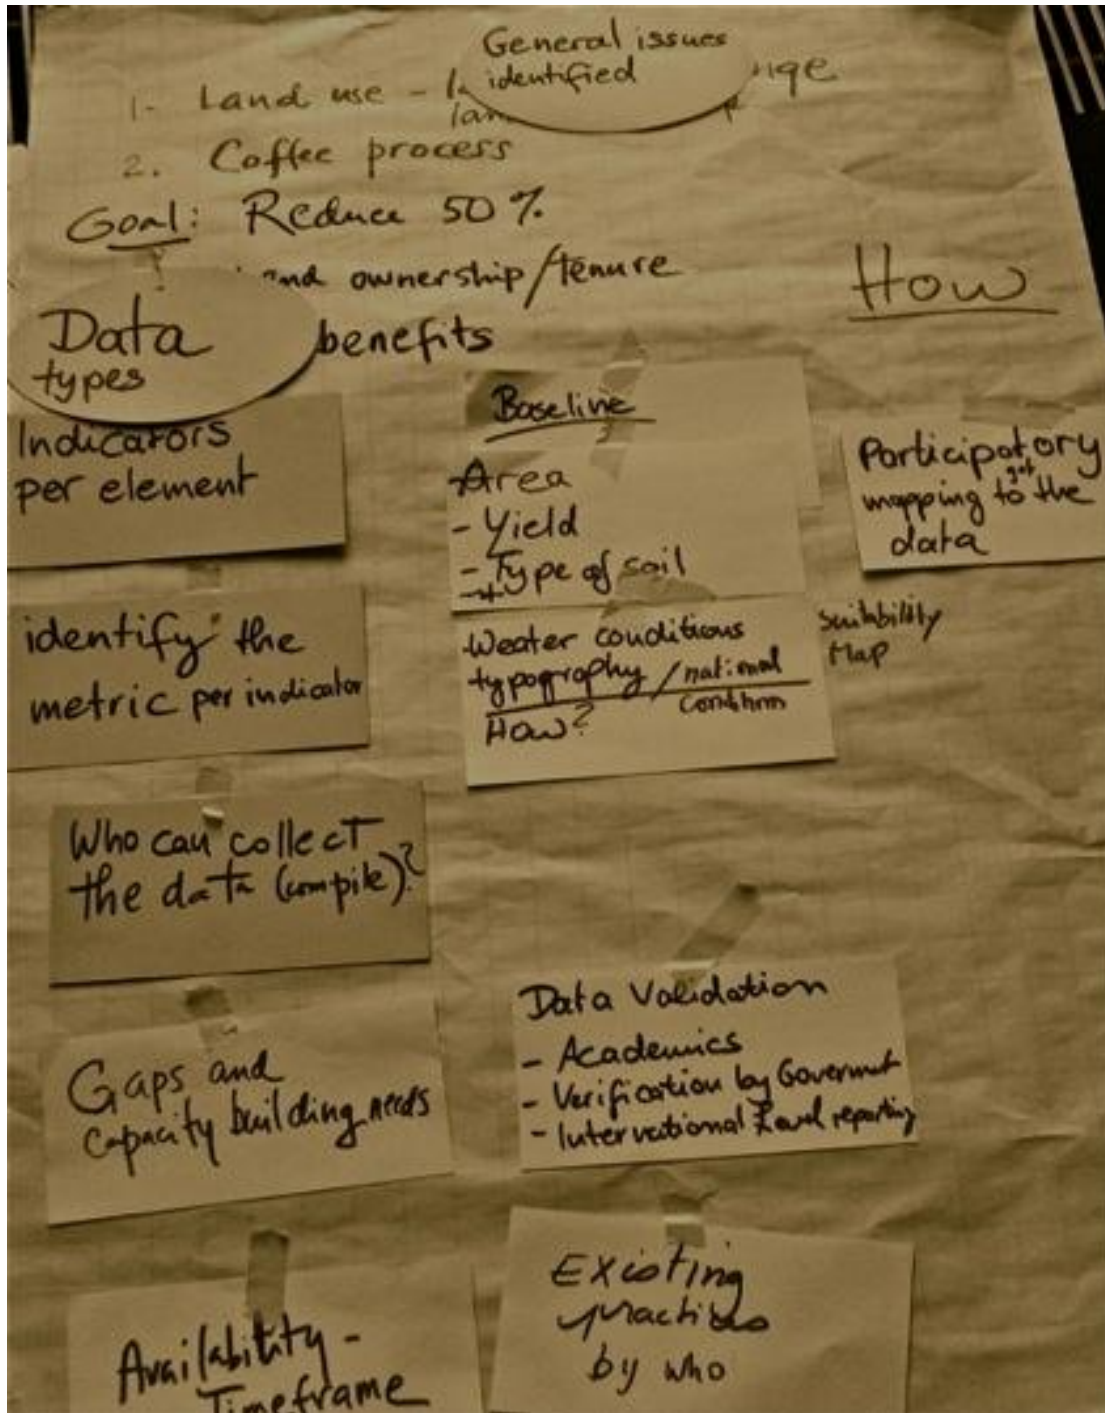 General issues
identified
1- Land use -
2. Coffee process
Goal: Reduce 50 %
ownership/tenure
benefits
How
Data
types
Indicators
per element
identify the
metric per indicator
Who can collect
the data (compile)?
Gaps and
Capacity building needs
Availability -
Timeframe
Baseline
- Area
- Yield
- Type of soil
Weater conditions
typography / national
Condition
How?
Suitability
Map
Participatory
mapping to get the
data
Data Validation
- Academics
- Verification by Goverment
- International Level reporting
Existing
practices
by who